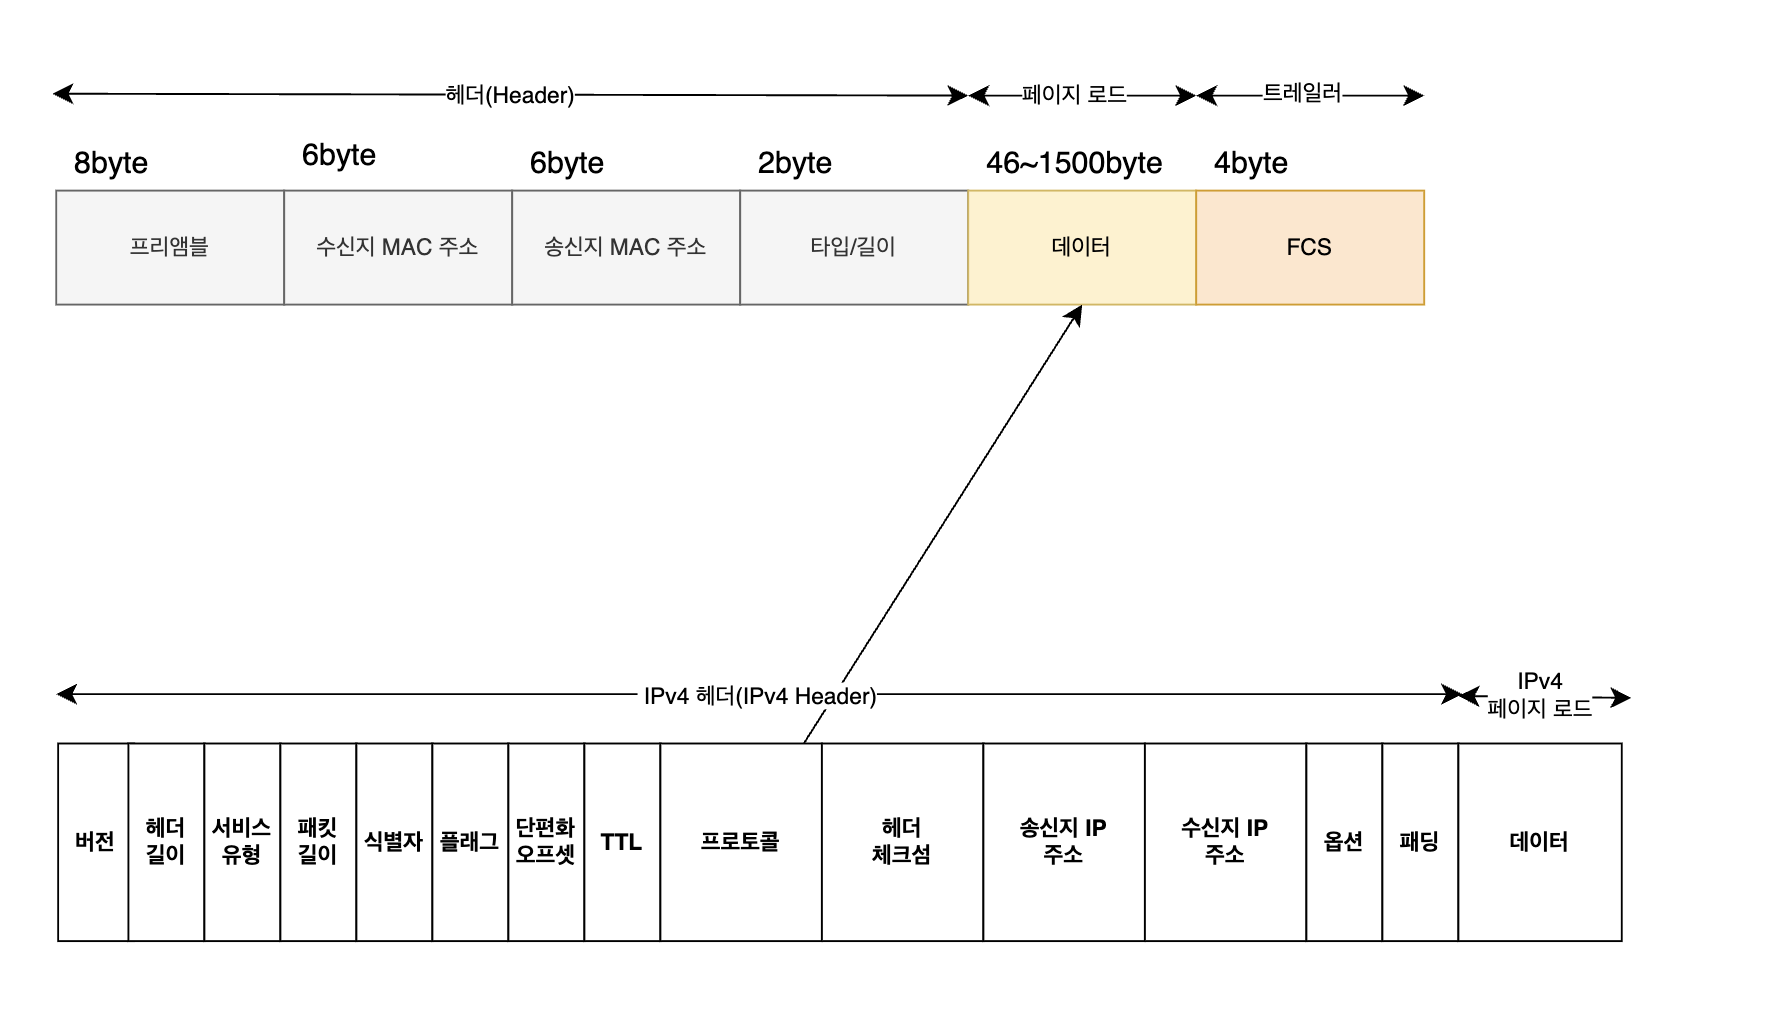 헤더(Header)
페이지 로드
트레일러
8byte
6byte
6byte
2byte
46~1500byte
4byte
프리앰블
수신지 MAC 주소
송신지 MAC 주소
타입/길이
데이터
FCS
IPv4 헤더(IPv4 Header)
IPv4
페이지 로드
버전
헤더
길이
서비스
유형
패킷
길이
식별자
플래그
단편화
오프셋
TTL
프로토콜
헤더
체크섬
송신지 IP
주소
수신지 IP
주소
옵션
패딩
데이터